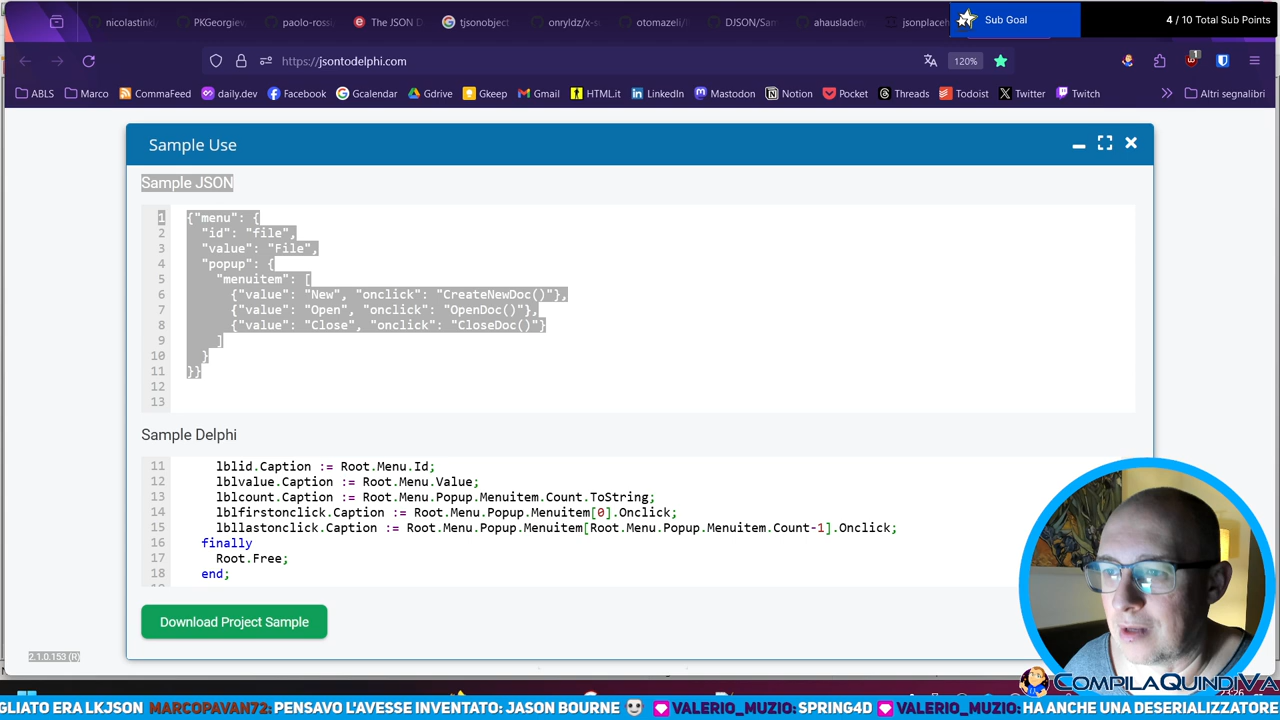 Sub Goal
4 / 10 Total Sub Points
nicolastink
PKGeorgiev
paolo-ross
The JSON D
tjsonobject
onryldz/x-s
otomazeli/
DJSON/Sam
ahausladen
jsonplaceh
https://jsontodelphi.com
120%
1
ABLS
Marco
CommaFeed
daily.dev
Facebook
Gcalendar
Gdrive
Gkeep
Gmail
HTML.it
LinkedIn
Mastodon
Notion
Pocket
Threads
Todoist
Twitter
Twitch
Altri segnalibri
Sample Use
Sample JSON
1 {"menu": {
2 "id": "file",
3 "value": "File",
4 "popup": {
5 "menuitem": [
6 {"value": "New", "onclick": "CreateNewDoc()"},
7 {"value": "Open", "onclick": "OpenDoc()"},
8 {"value": "Close", "onclick": "CloseDoc()"}
9 ]
10 }
11 }}
12
13
Sample Delphi
11 lblid.Caption := Root.Menu.Id;
12 lblvalue.Caption := Root.Menu.Value;
13 lblcount.Caption := Root.Menu.Popup.Menuitem.Count.ToString;
14 lblfirstonclick.Caption := Root.Menu.Popup.Menuitem[0].Onclick;
15 lbllastonclick.Caption := Root.Menu.Popup.Menuitem[Root.Menu.Popup.Menuitem.Count-1].Onclick;
16 finally
17 Root.Free;
18 end;
Download Project Sample
2.1.0.153 (R)
COMPILAQUINDIVA
GLIATO ERA LKJSON MARCOPAVAN72: PENSAVO L'AVESSE INVENTATO: JASON BOURNE VALERIO_MUZIO: SPRING4D VALERIO_MUZIO: HA ANCHE UNA DESERIALIZZATORE